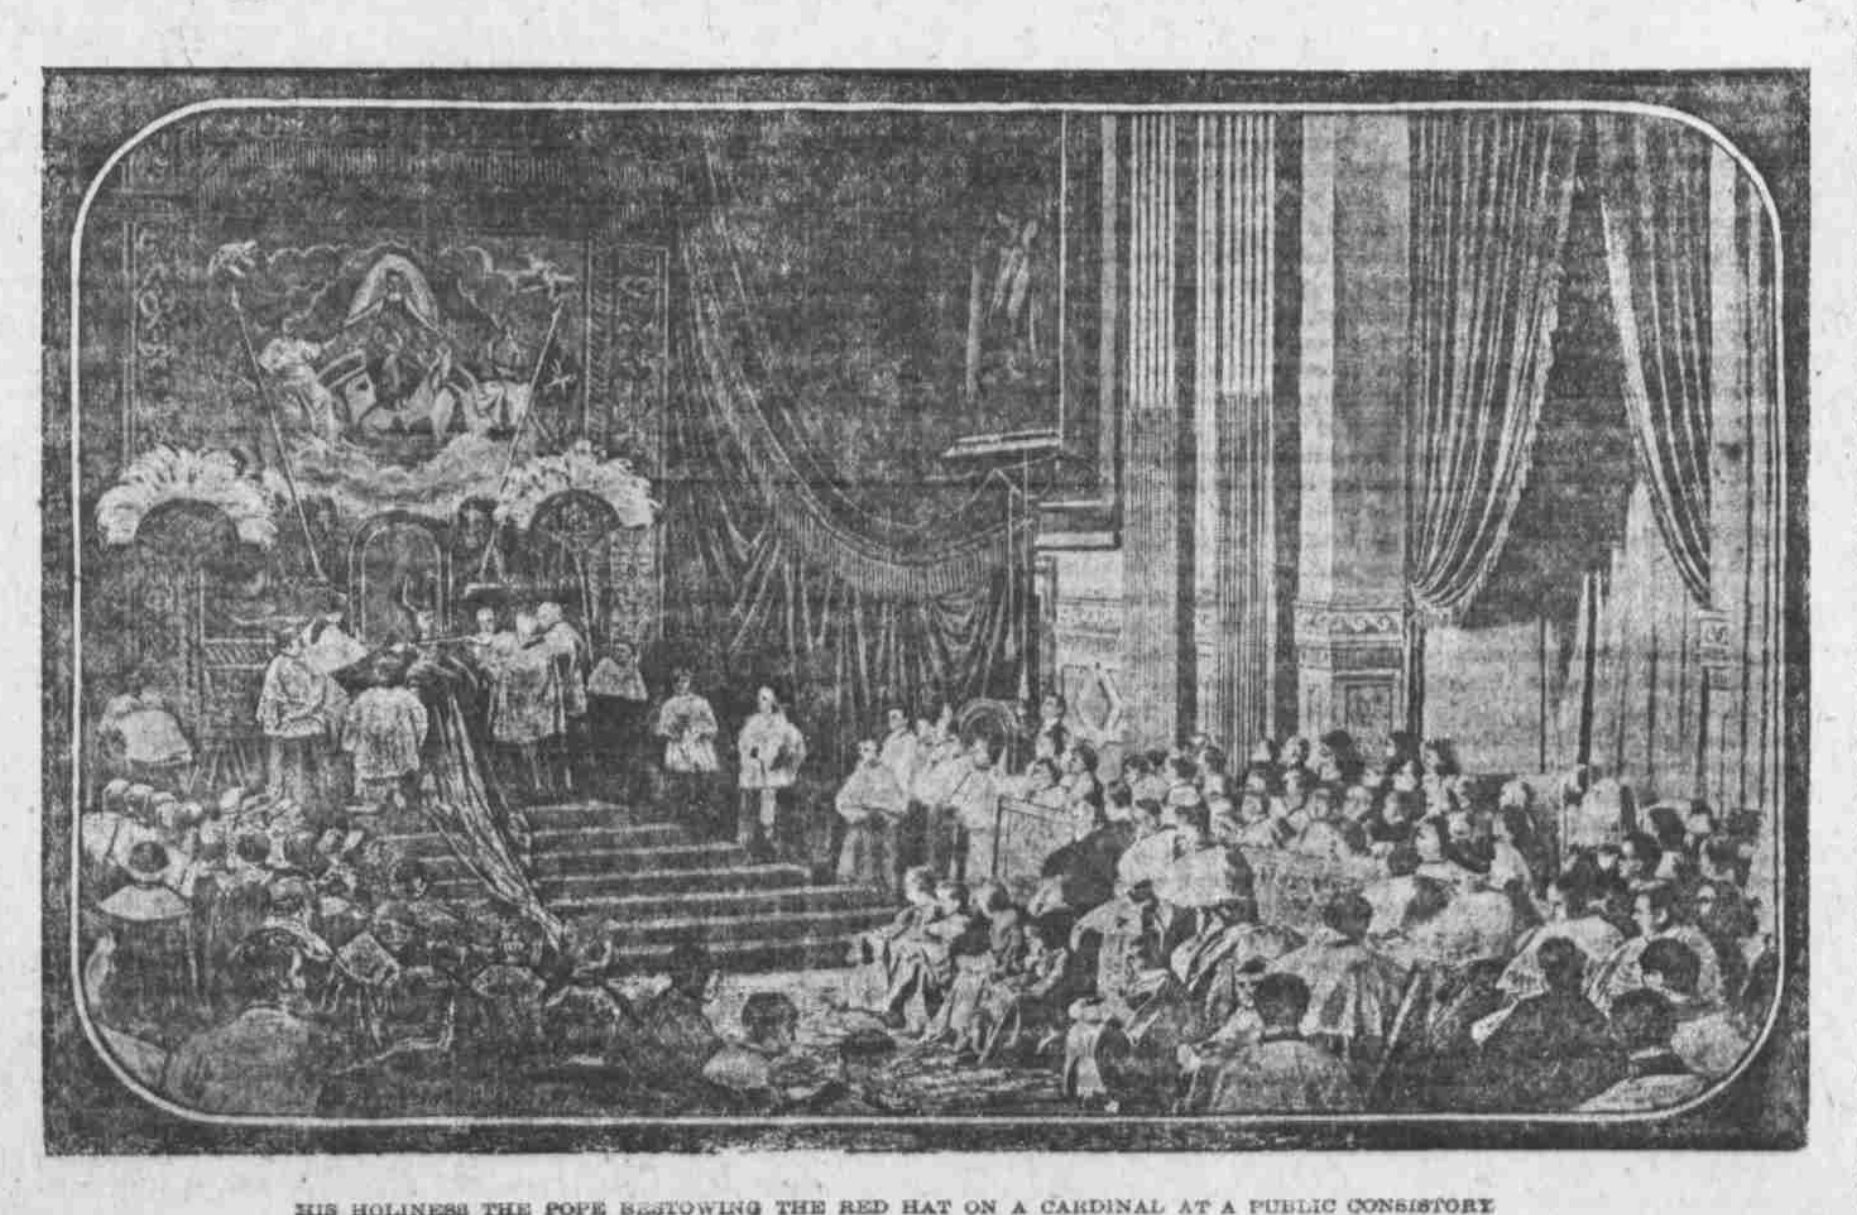 HIS HOLINESS THE POPE BESTOWING THE RED HAT ON A CARDINAL AT A PUBLIC CONSISTORY